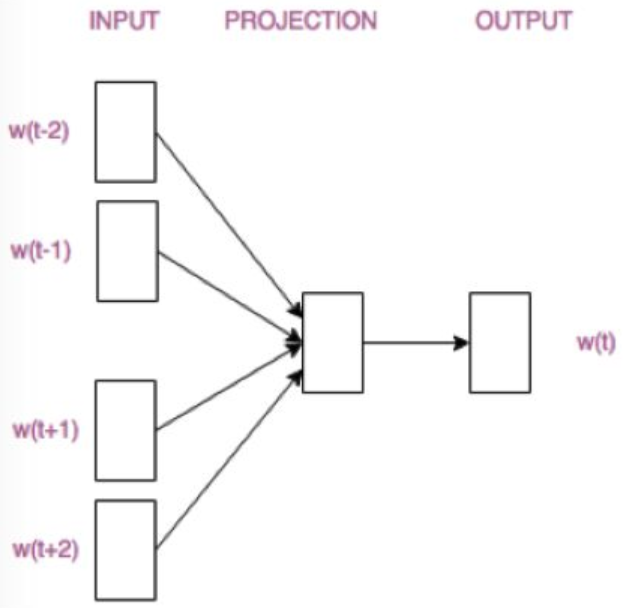 INPUT PROJECTION OUTPUT
w(t-2)
w(t-1)
w(t)
w(t+1)
w(t+2)